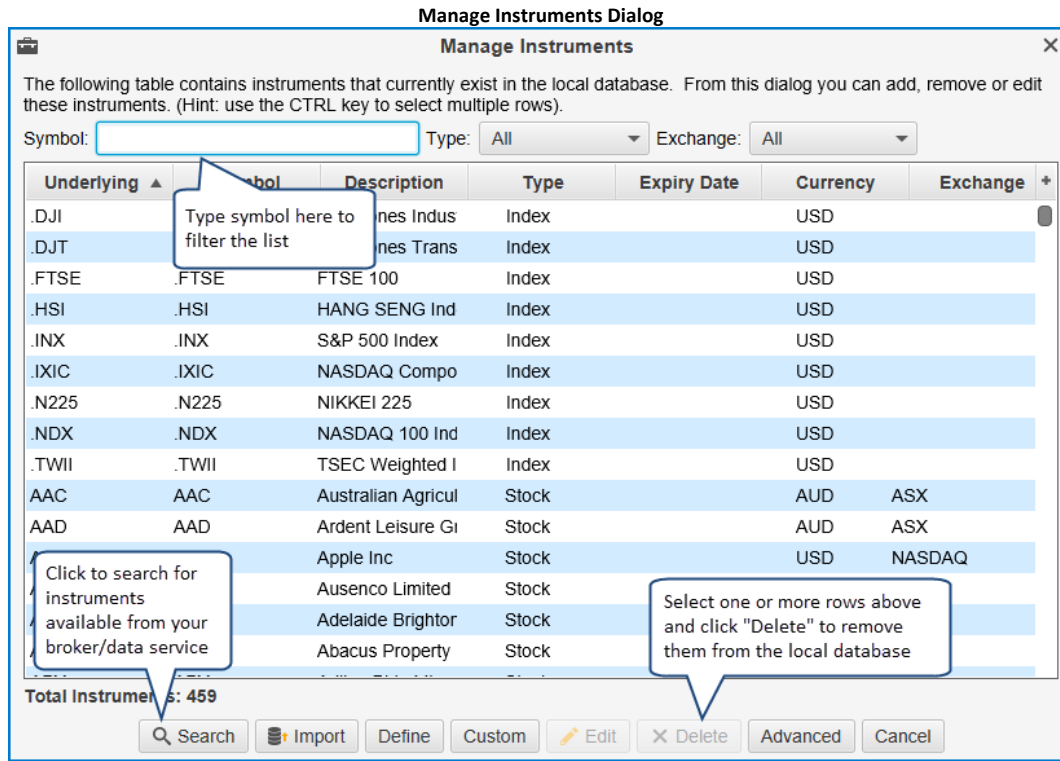 Manage Instruments Dialog
Manage Instruments
The following table contains instruments that currently exist in the local database. From this dialog you can add, remove or edit
these instruments. (Hint: use the CTRL key to select multiple rows).
Symbol: Type: All Exchange: All
Underlying Description Type Expiry Date Currency Exchange +
Type symbol here to
filter the list
.DJI Index USD
.DJT Index USD
.FTSE .FTSE FTSE 100 Index USD
.HSI .HSI HANG SENG Ind Index USD
.INX .INX S&P 500 Index Index USD
.IXIC .IXIC NASDAQ Compo Index USD
.N225 .N225 NIKKEI 225 Index USD
.NDX .NDX NASDAQ 100 Ind Index USD
.TWII .TWII TSEC Weighted I Index USD
AAC AAC Australian Agricul Stock AUD ASX
AAD AAD Ardent Leisure Gr Stock AUD ASX
Apple Inc Stock USD NASDAQ
Ausenco Limited Stock
Adelaide Brighton Stock
Abacus Property Stock
Click to search for
instruments
available from your
broker/data service
Select one or more rows above
and click "Delete" to remove
them from the local database
Total Instruments: 459
Search Import Define Custom Edit Delete Advanced Cancel